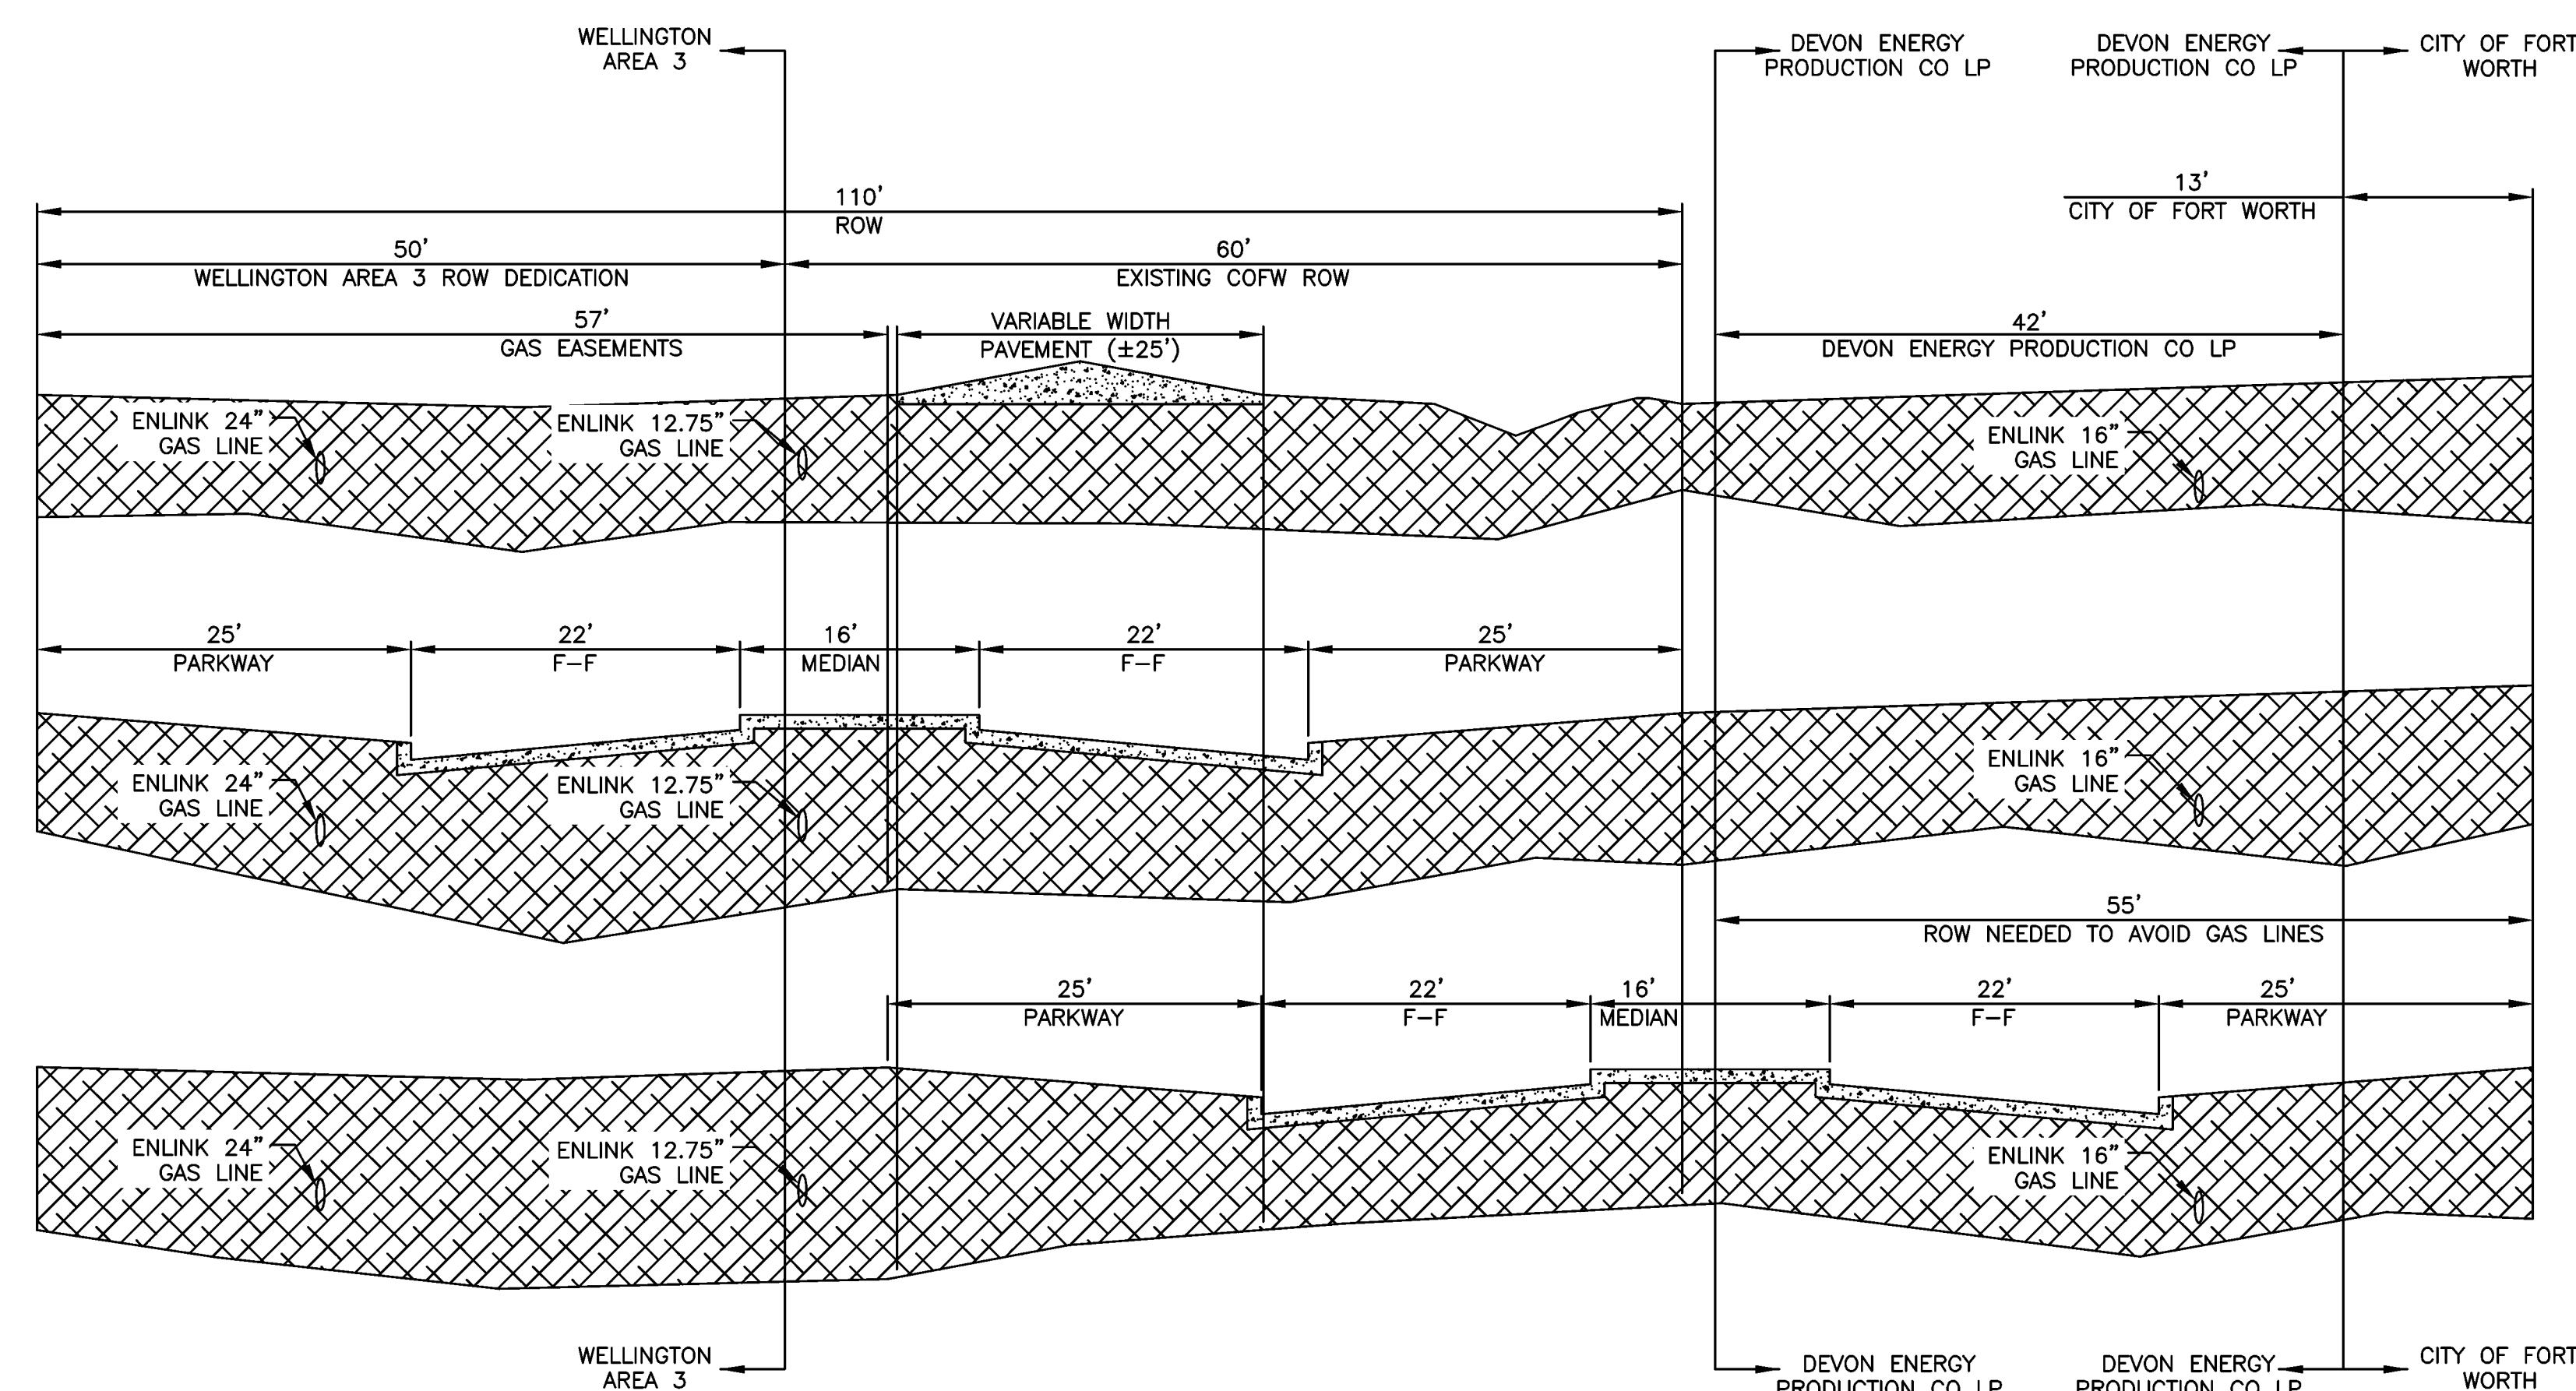 WELLINGTON
AREA 3
DEVON ENERGY
PRODUCTION CO LP
DEVON ENERGY
PRODUCTION CO LP
CITY OF FORT
WORTH
110'
ROW
13'
CITY OF FORT WORTH
50'
WELLINGTON AREA 3 ROW DEDICATION
60'
EXISTING COFW ROW
57'
GAS EASEMENTS
VARIABLE WIDTH
PAVEMENT (±25')
42'
DEVON ENERGY PRODUCTION CO LP
ENLINK 24"
GAS LINE
ENLINK 12.75"
GAS LINE
ENLINK 16"
GAS LINE
25'
PARKWAY
22'
F-F
16'
MEDIAN
22'
F-F
25'
PARKWAY
ENLINK 24"
GAS LINE
ENLINK 12.75"
GAS LINE
ENLINK 16"
GAS LINE
55'
ROW NEEDED TO AVOID GAS LINES
25'
PARKWAY
22'
F-F
16'
MEDIAN
22'
F-F
25'
PARKWAY
ENLINK 24"
GAS LINE
ENLINK 12.75"
GAS LINE
ENLINK 16"
GAS LINE
WELLINGTON
AREA 3
DEVON ENERGY
PRODUCTION CO LP
DEVON ENERGY
PRODUCTION CO LP
CITY OF FORT
WORTH